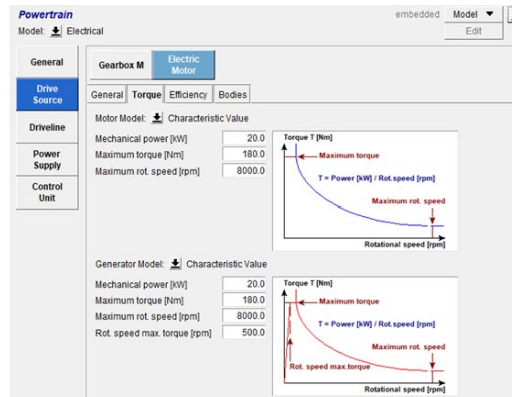 Powertrain
embedded Model
Model: Electrical
Edit
General
Drive Source
Driveline
Power Supply
Control Unit
Gearbox M
Electric Motor
General Torque Efficiency Bodies
Motor Model: Characteristic Value
Mechanical power [kW] 20.0
Maximum torque [Nm] 180.0
Maximum rot. speed [rpm] 8000.0
Torque T [Nm]
Maximum torque
T = Power [kW] / Rot.speed [rpm]
Maximum rot. speed
Rotational speed [rpm]
Generator Model: Characteristic Value
Mechanical power [kW] 20.0
Maximum torque [Nm] 180.0
Maximum rot. speed [rpm] 8000.0
Rot. speed max. torque [rpm] 500.0
Torque T [Nm]
Maximum torque
T = Power [kW] / Rot.speed [rpm]
Maximum rot. speed
Rot. speed max.torque
Rotational speed [rpm]